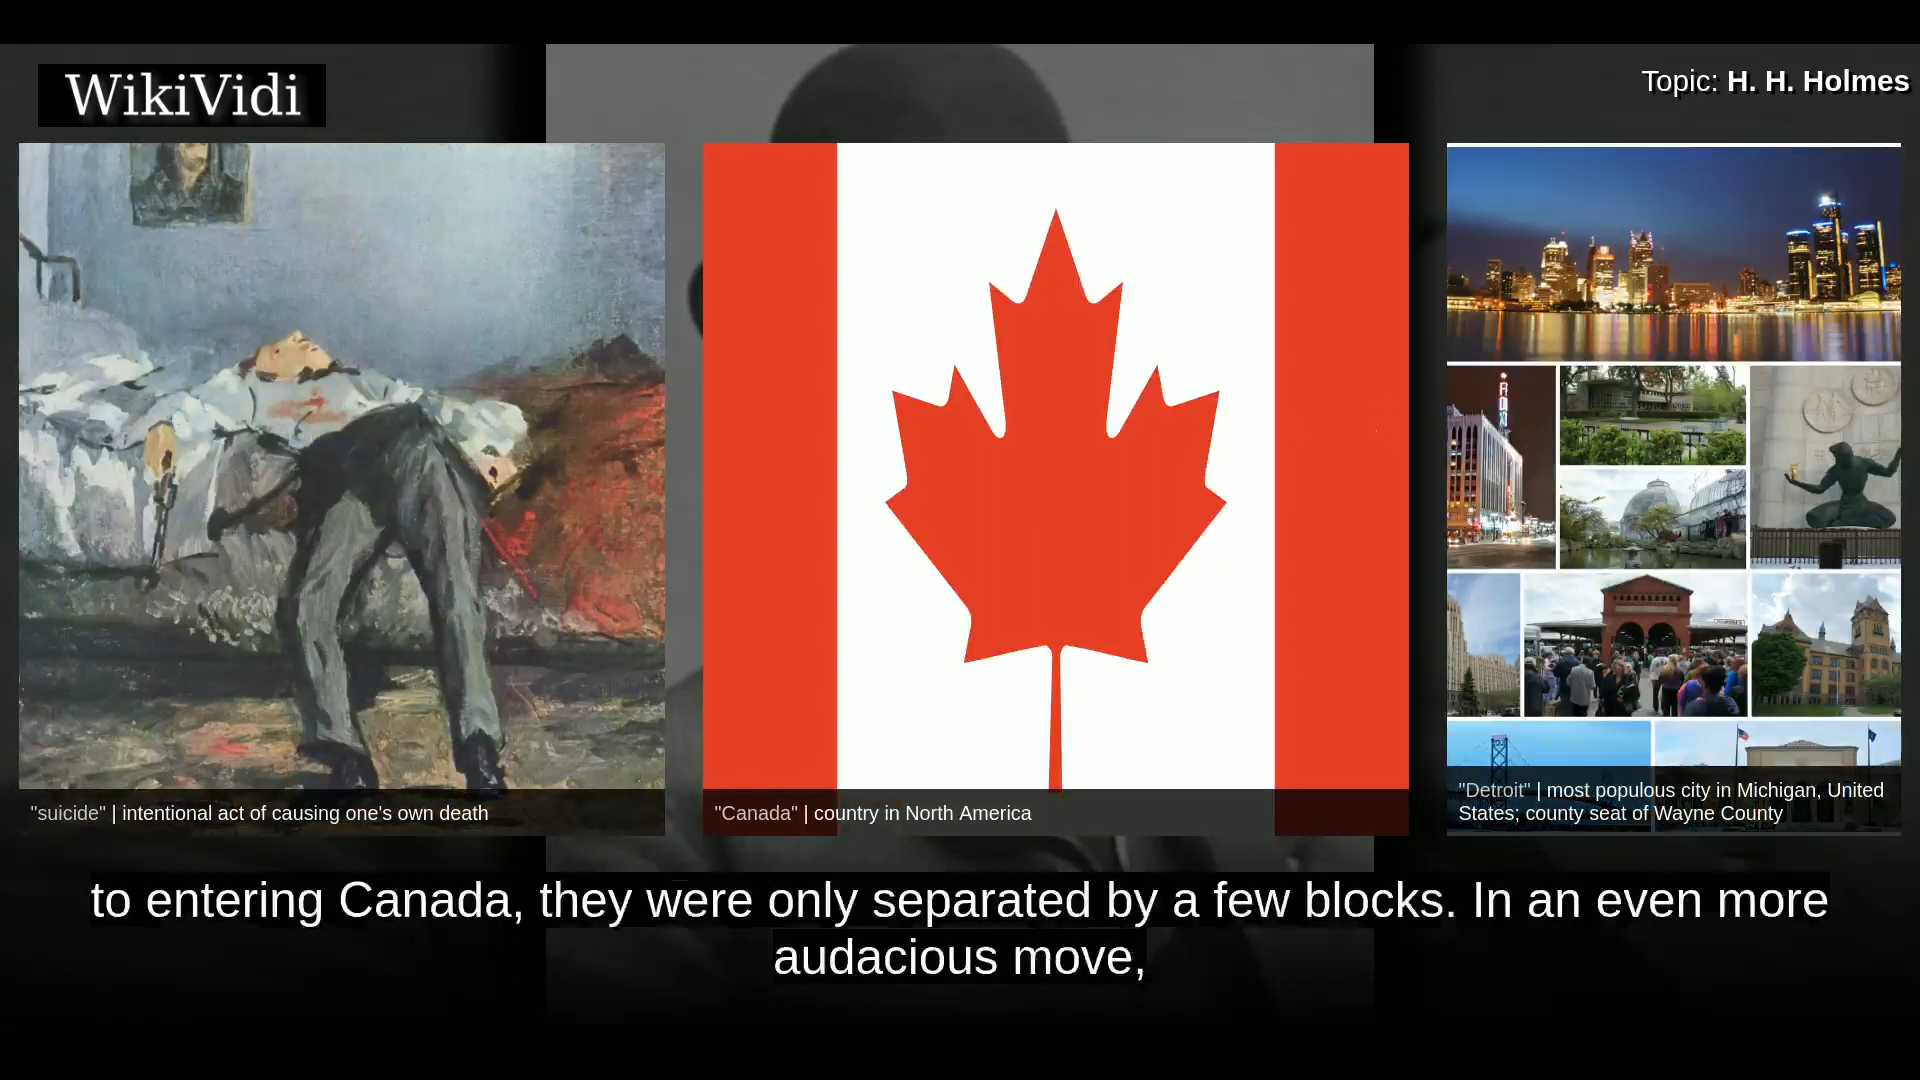 WikiVidi
Topic: H. H. Holmes
"suicide" | intentional act of causing one's own death
"Canada" | country in North America
"Detroit" | most populous city in Michigan, United
States; county seat of Wayne County
to entering Canada, they were only separated by a few blocks. In an even more
audacious move,